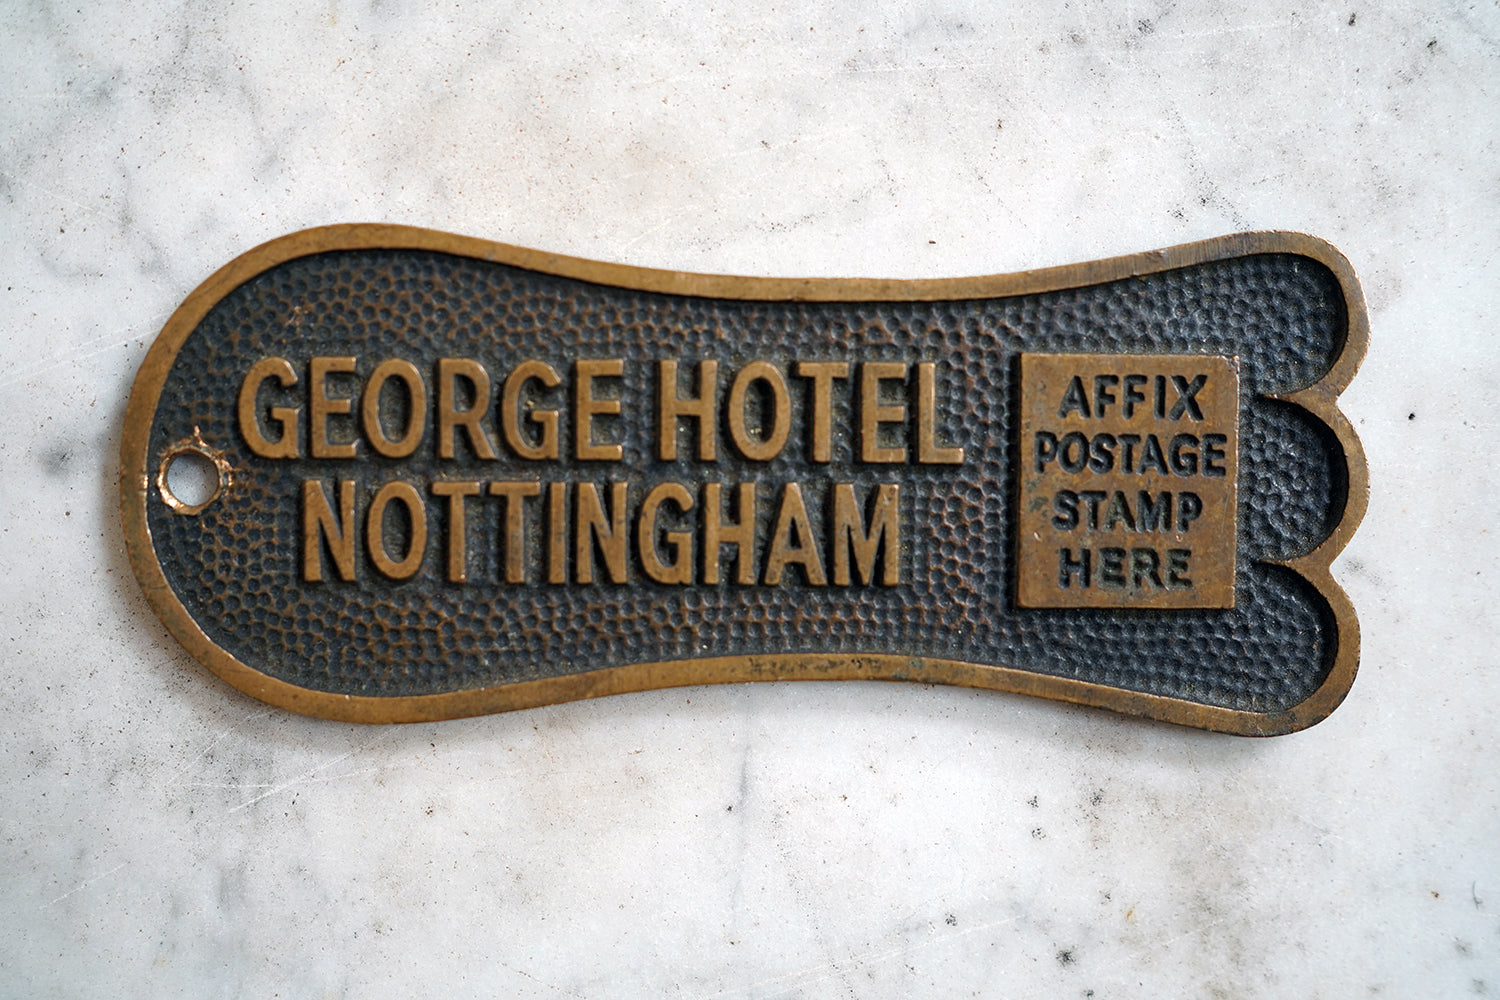 GEORGE HOTEL
NOTTINGHAM
AFFIX
POSTAGE
STAMP
HERE